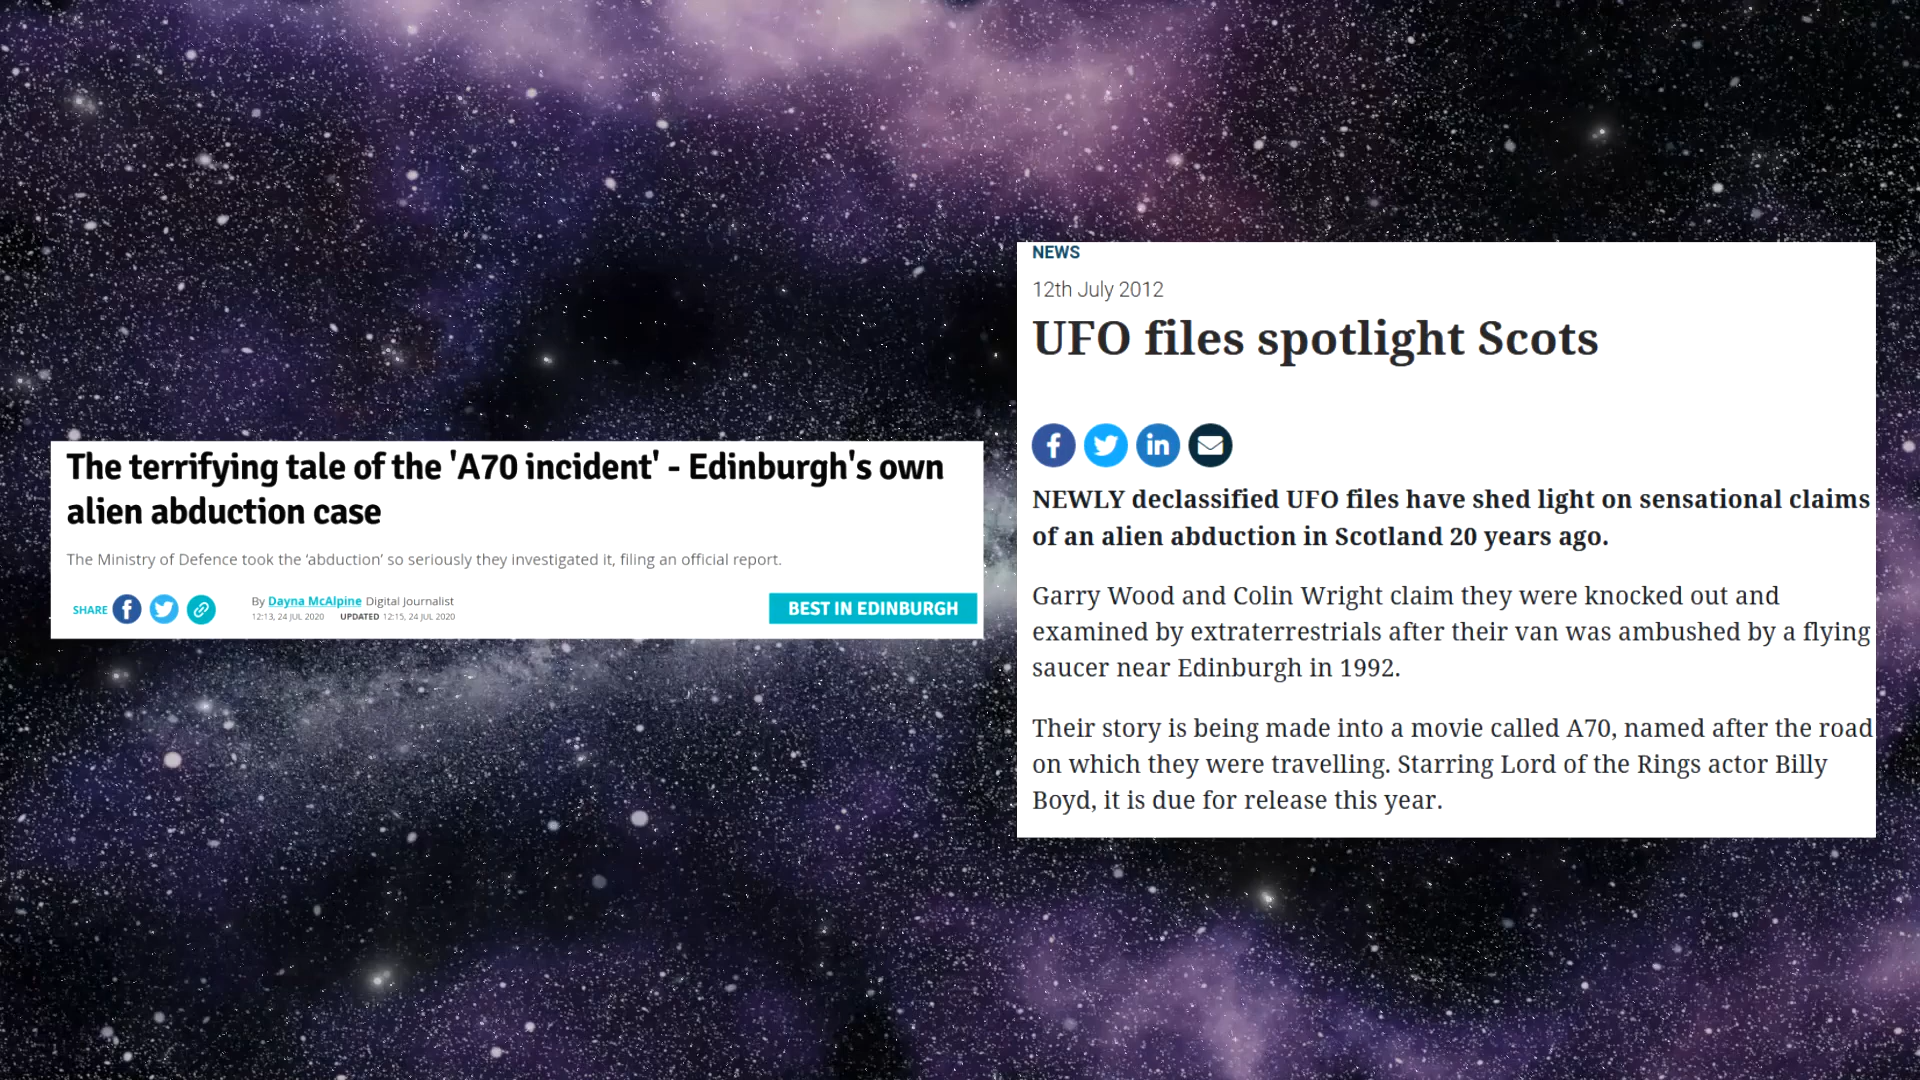 The terrifying tale of the 'A70 incident' - Edinburgh's own
alien abduction case
The Ministry of Defence took the ‘abduction’ so seriously they investigated it, filing an official report.
SHARE
By Dayna McAlpine Digital Journalist
12:13, 24 JUL 2020 UPDATED 12:15, 24 JUL 2020
BEST IN EDINBURGH
NEWS
12th July 2012
UFO files spotlight Scots
NEWLY declassified UFO files have shed light on sensational claims
of an alien abduction in Scotland 20 years ago.
Garry Wood and Colin Wright claim they were knocked out and
examined by extraterrestrials after their van was ambushed by a flying
saucer near Edinburgh in 1992.
Their story is being made into a movie called A70, named after the road
on which they were travelling. Starring Lord of the Rings actor Billy
Boyd, it is due for release this year.